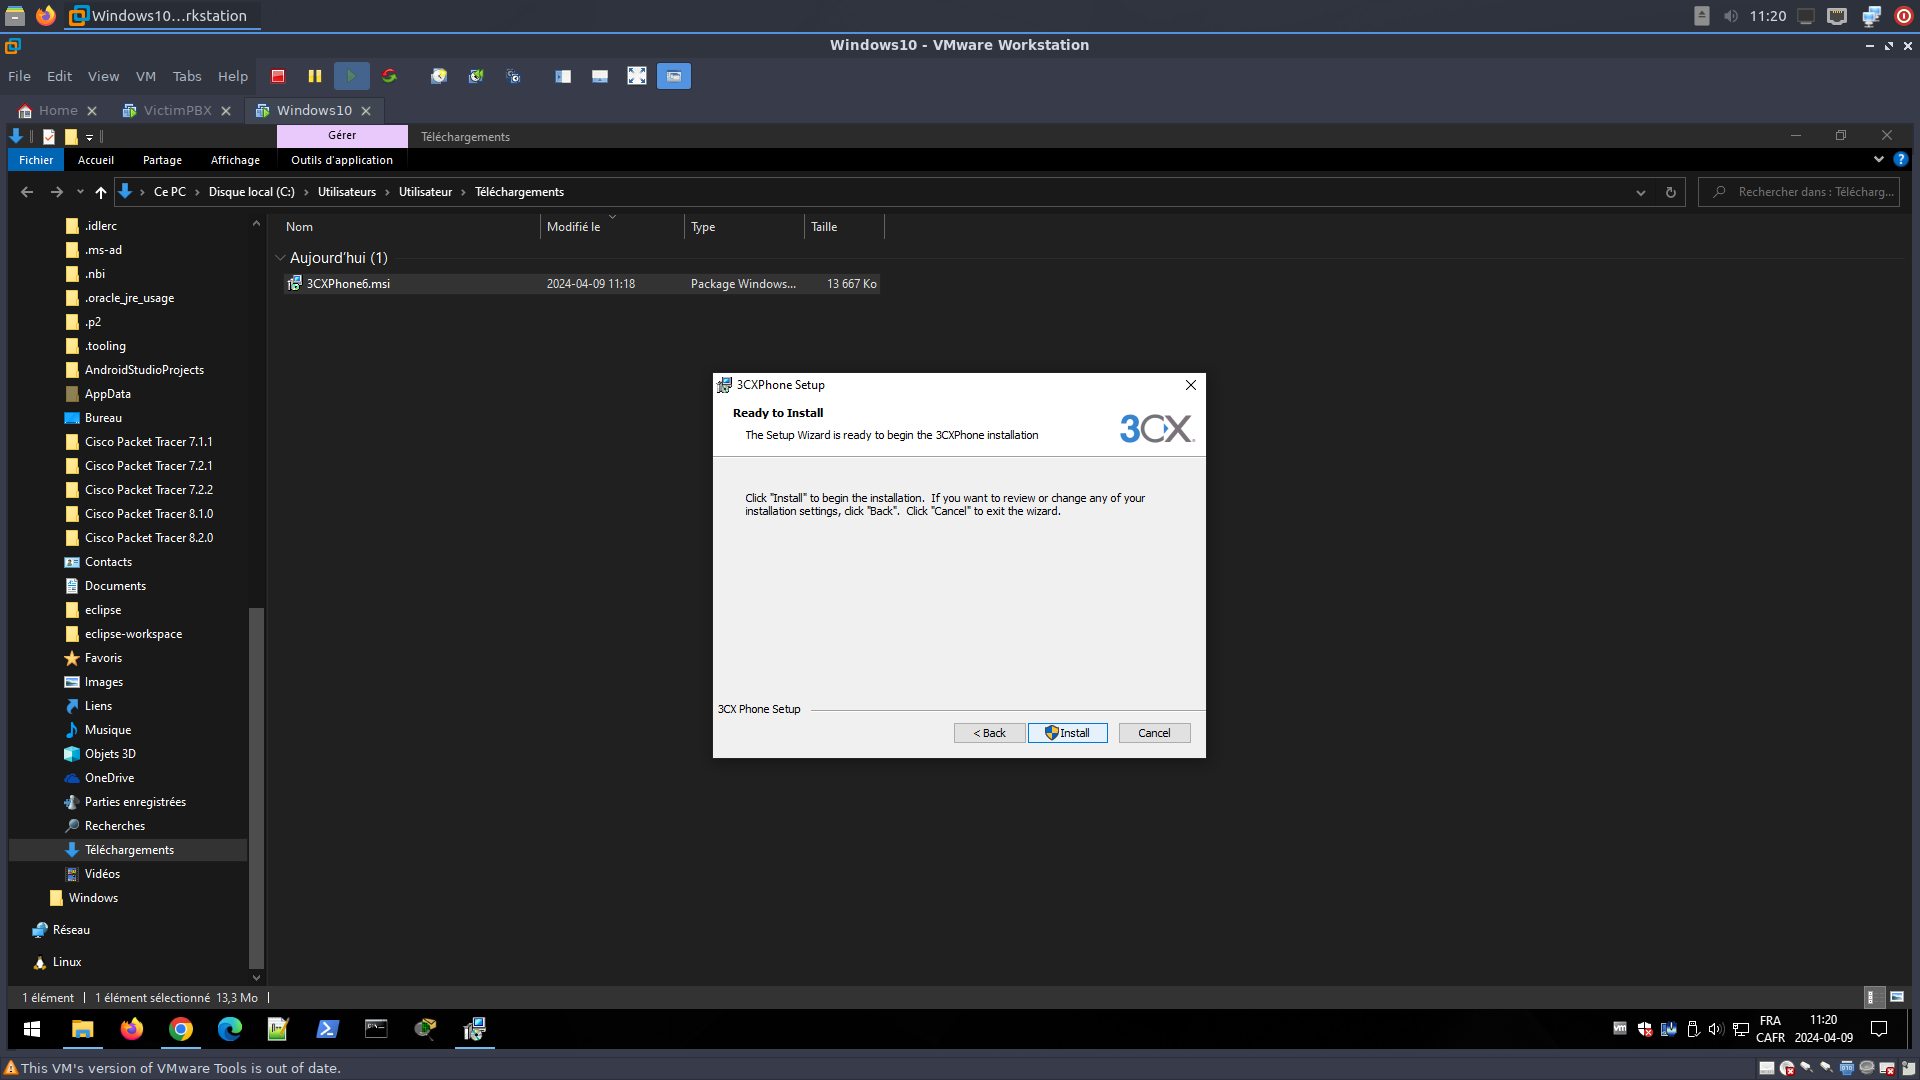 Windows10...rkstation
11:20
Windows10 - VMware Workstation
File Edit View VM Tabs Help
Home VictimPBX Windows10
Gérer Téléchargements
Fichier Accueil Partage Affichage Outils d'application
Ce PC Disque local (C:) Utilisateurs Utilisateur Téléchargements
Rechercher dans : Télécharg...
Nom Modifié le Type Taille
Aujourd'hui (1)
3CXPhone6.msi 2024-04-09 11:18 Package Windows... 13 667 Ko
.idlerc
.ms-ad
.nbi
.oracle_jre_usage
.p2
.tooling
AndroidStudioProjects
AppData
Bureau
Cisco Packet Tracer 7.1.1
Cisco Packet Tracer 7.2.1
Cisco Packet Tracer 7.2.2
Cisco Packet Tracer 8.1.0
Cisco Packet Tracer 8.2.0
Contacts
Documents
eclipse
eclipse-workspace
Favoris
Images
Liens
Musique
Objets 3D
OneDrive
Parties enregistrées
Recherches
Téléchargements
Vidéos
Windows
Réseau
Linux
3CXPhone Setup
Ready to Install
The Setup Wizard is ready to begin the 3CXPhone installation
3CX
Click "Install" to begin the installation. If you want to review or change any of your
installation settings, click "Back". Click "Cancel" to exit the wizard.
3CX Phone Setup
< Back Install Cancel
1 élément 1 élément sélectionné 13,3 Mo
FRA
CAFR
11:20
2024-04-09
This VM's version of VMware Tools is out of date.